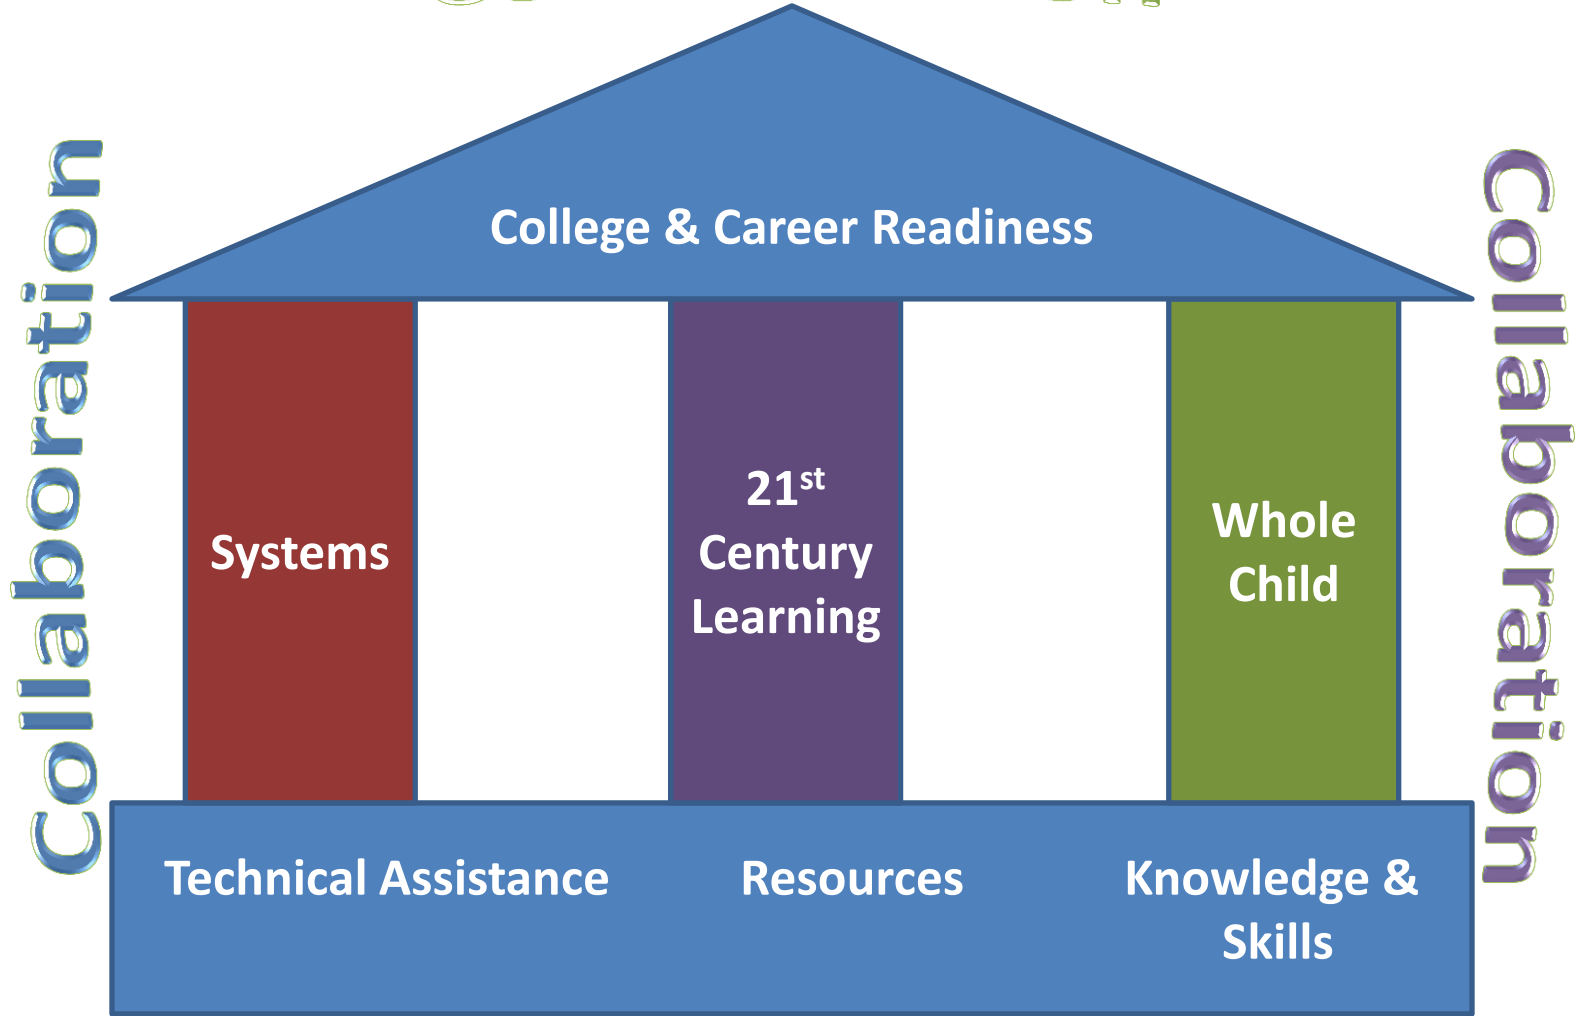 College & Career Readiness
Collaboration
Collaboration
Systems
21st
Century
Learning
Whole
Child
Technical Assistance
Resources
Knowledge &
Skills